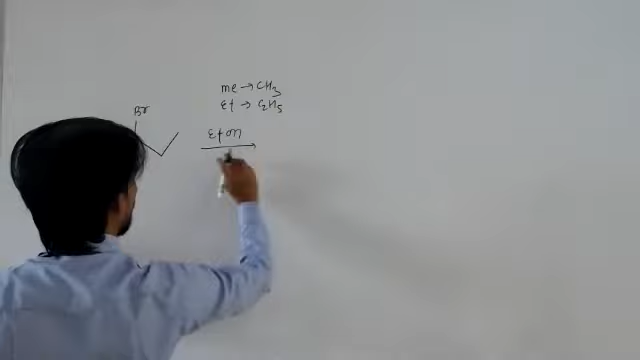 me → CH3
Et → C2H5
Br
EtOH